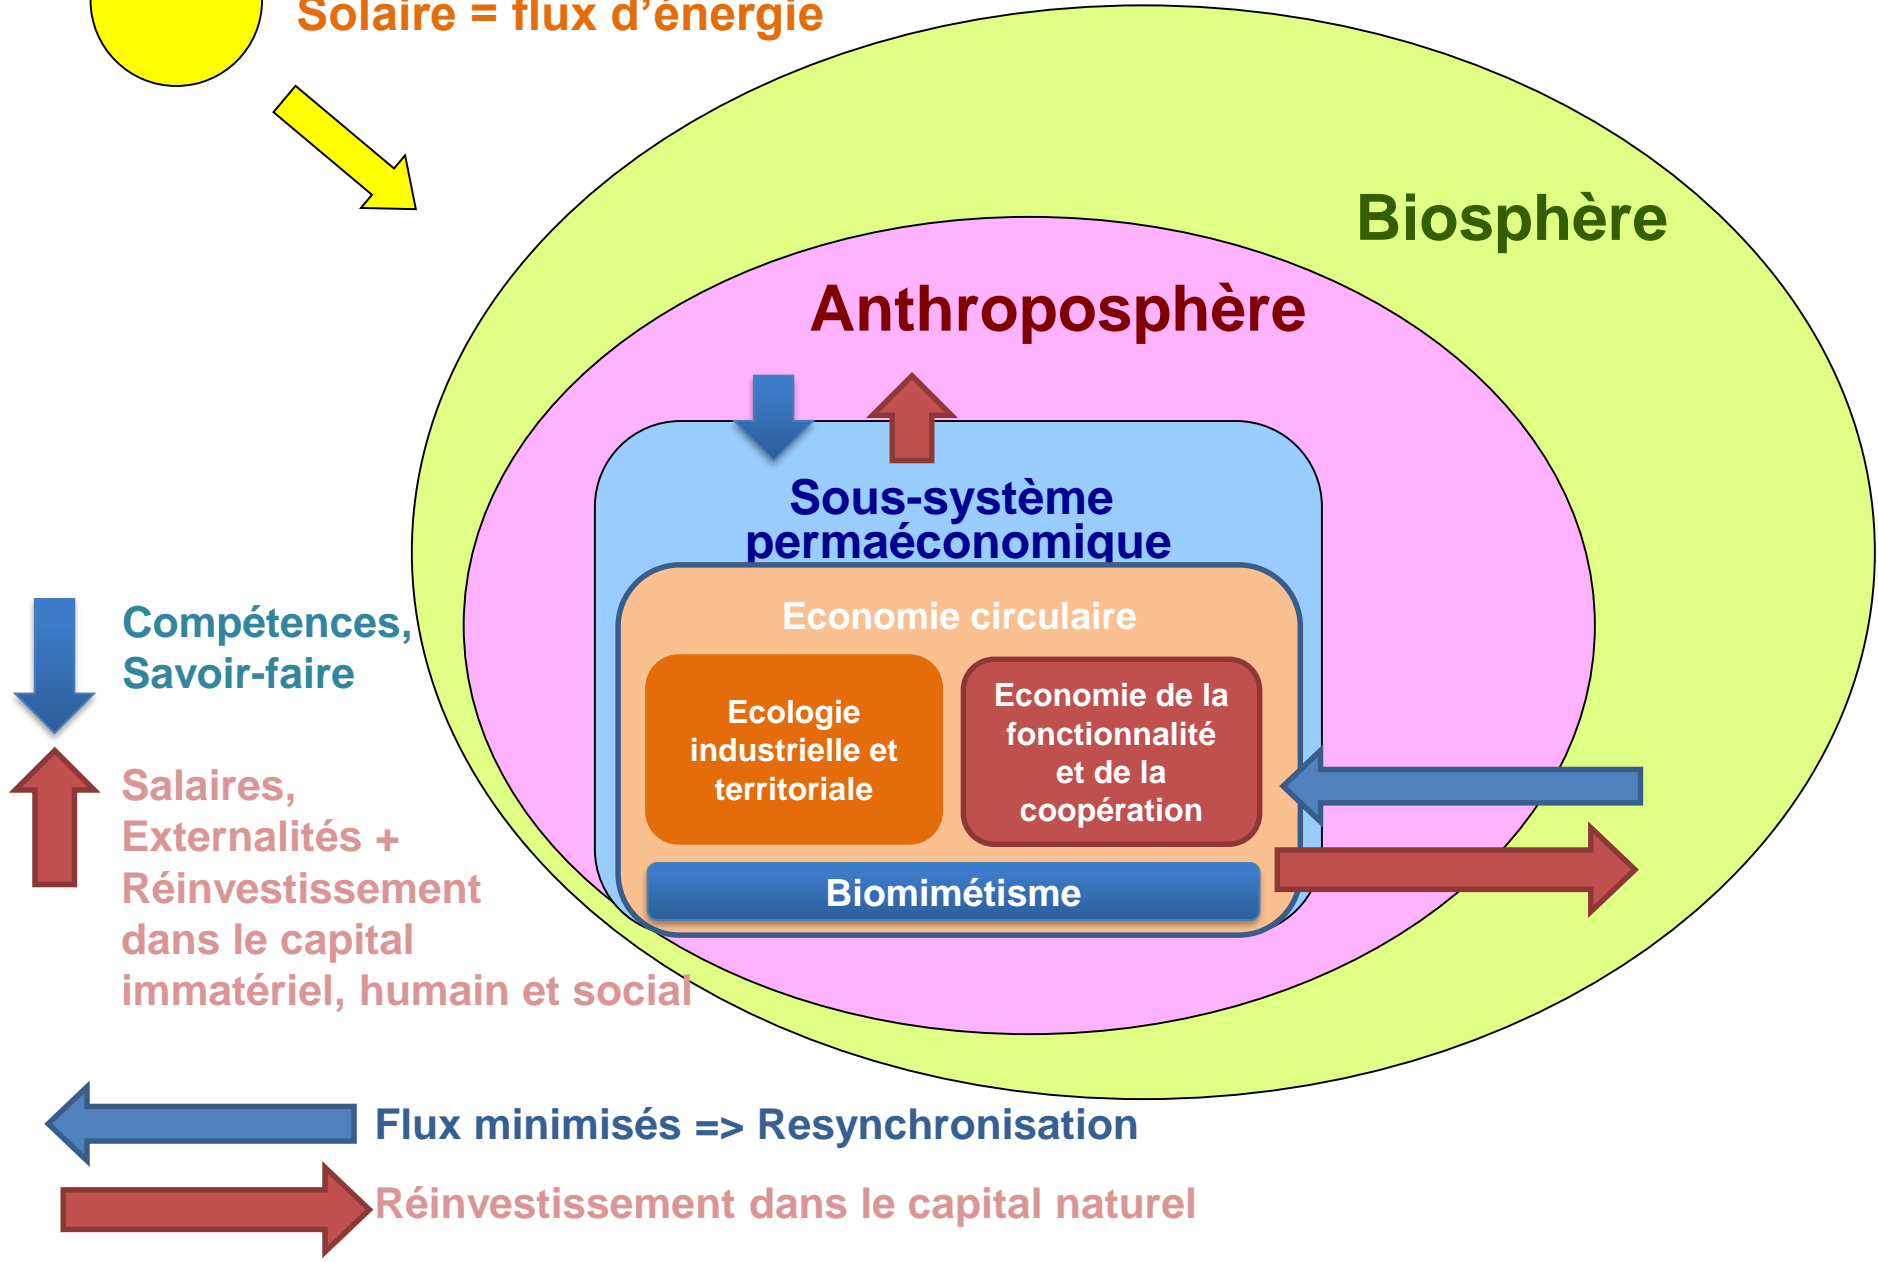 Solaire = flux d’énergie
Biosphère
Anthroposphère
Sous-système
permaéconomique
Economie circulaire
Ecologie
industrielle et
territoriale
Economie de la
fonctionnalité
et de la
coopération
Biomimétisme
Compétences,
Savoir-faire
Salaires,
Externalités +
Réinvestissement
dans le capital
immatériel, humain et social
Flux minimisés => Resynchronisation
Réinvestissement dans le capital naturel